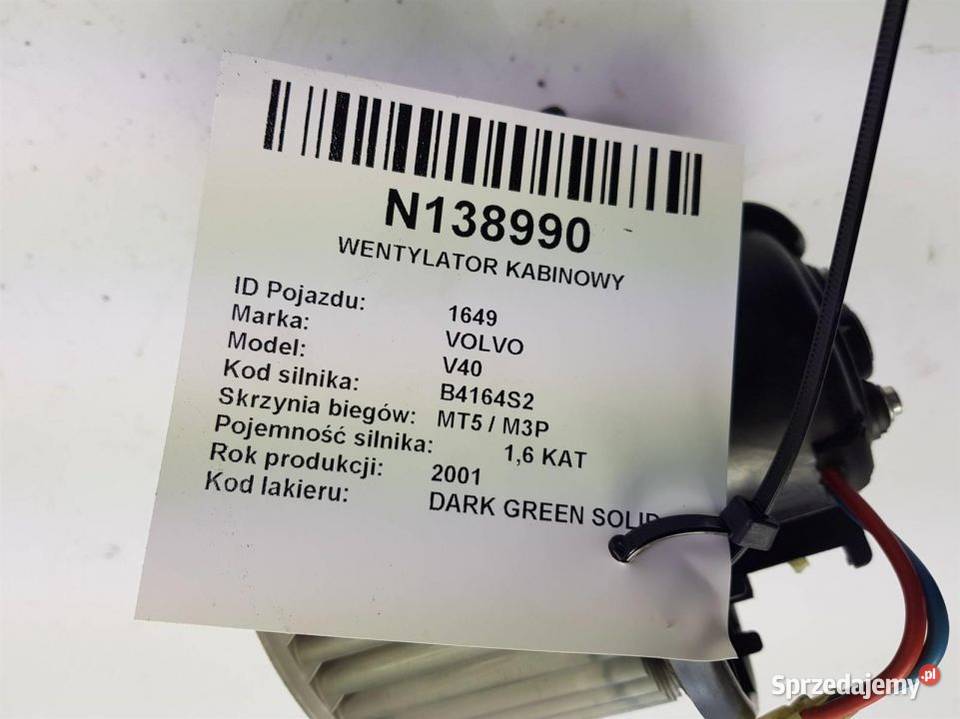 N138990
WENTYLATOR KABINOWY
ID Pojazdu: 1649
Marka: VOLVO
Model: V40
Kod silnika: B4164S2
Skrzynia biegów: MT5 / M3P
Pojemność silnika: 1,6 KAT
Rok produkcji: 2001
Kod lakieru: DARK GREEN SOLID
Sprzedajemy.pl